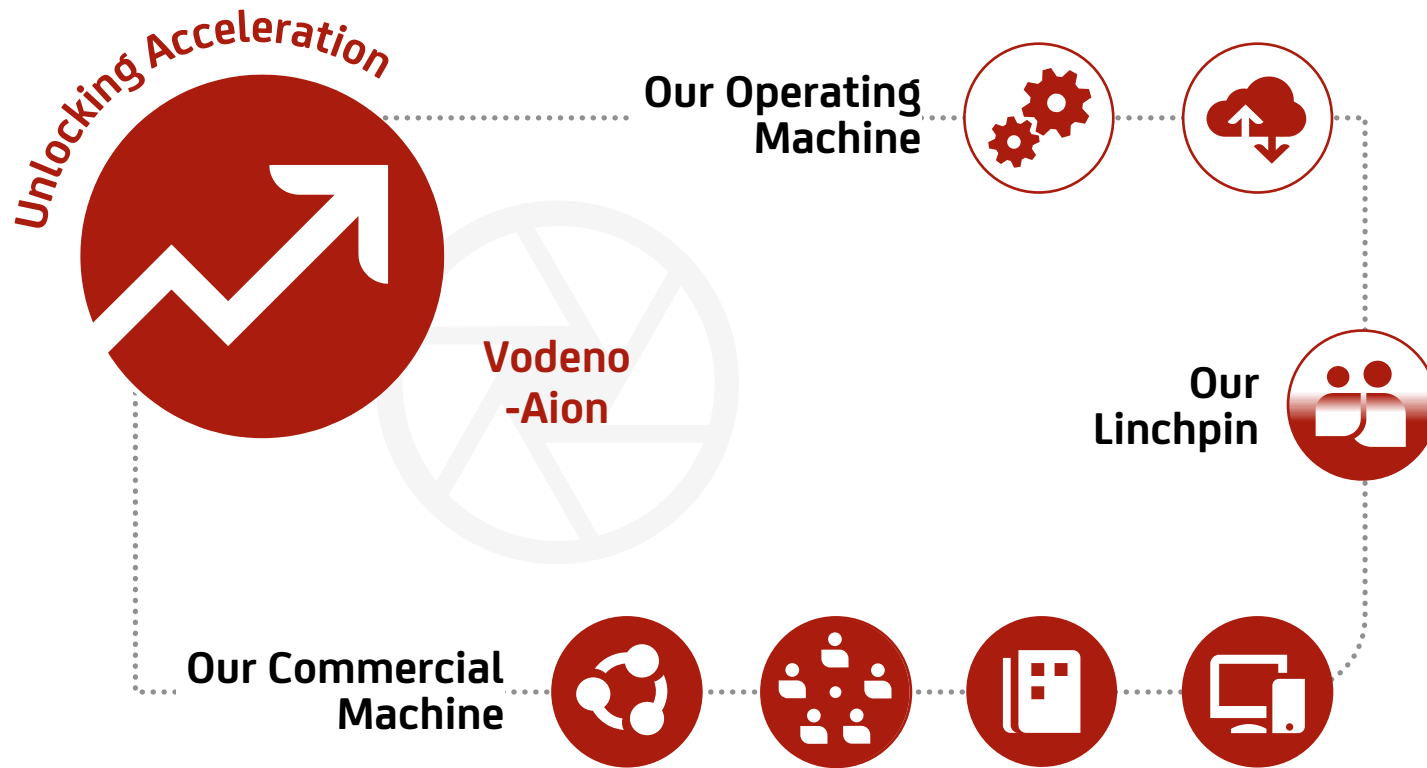 Unlocking Acceleration
Our Operating
Machine
Vodeno
-Aion
Our
Linchpin
Our Commercial
Machine